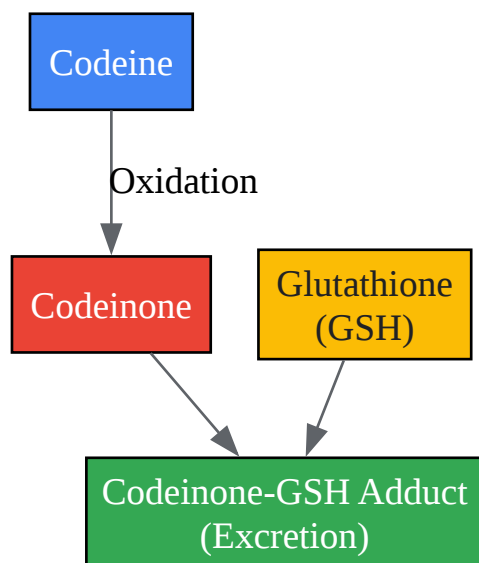 Codeine
Oxidation
Codeinone
Glutathione
(GSH)
Codeinone-GSH Adduct
(Excretion)